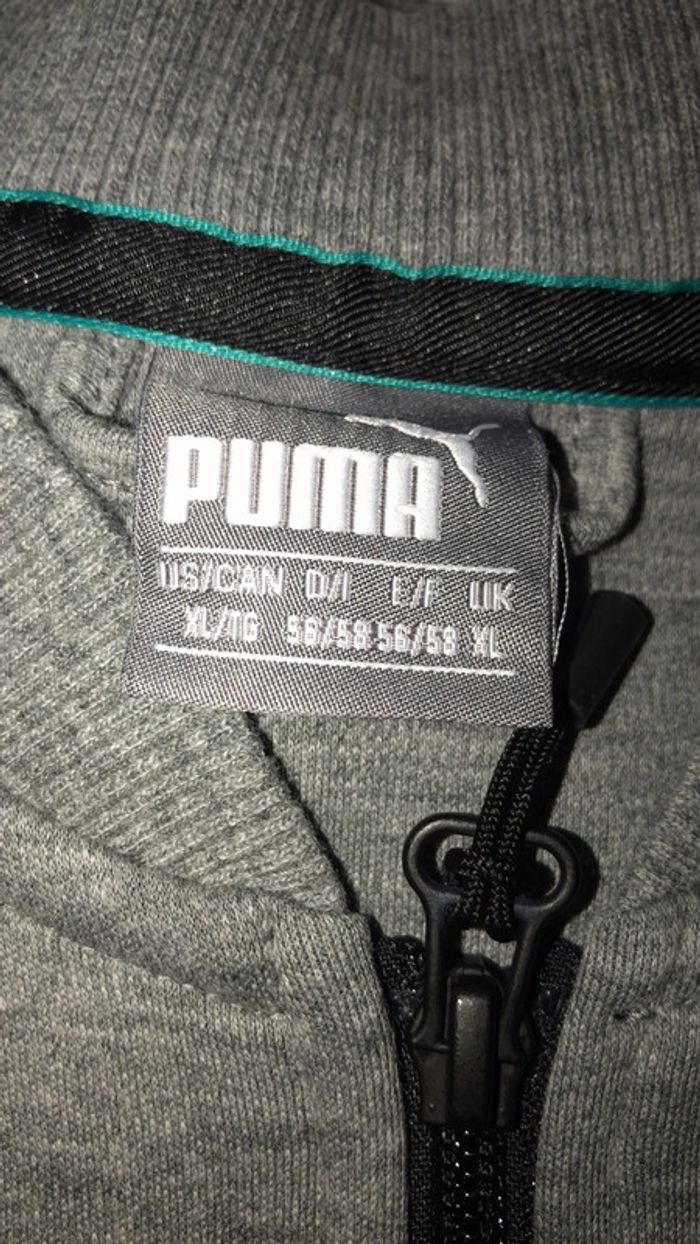 PUMA
US/CAN D/I E/F UK
XL/TG 56/58 56/58 XL